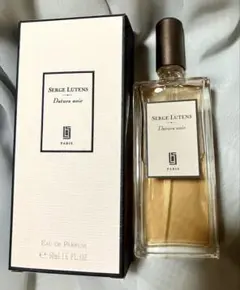 SERGE LUTENS
Datura noir
PARIS
EAU DE PARFUM
SERGE LUTENS
Datura noir
PARIS